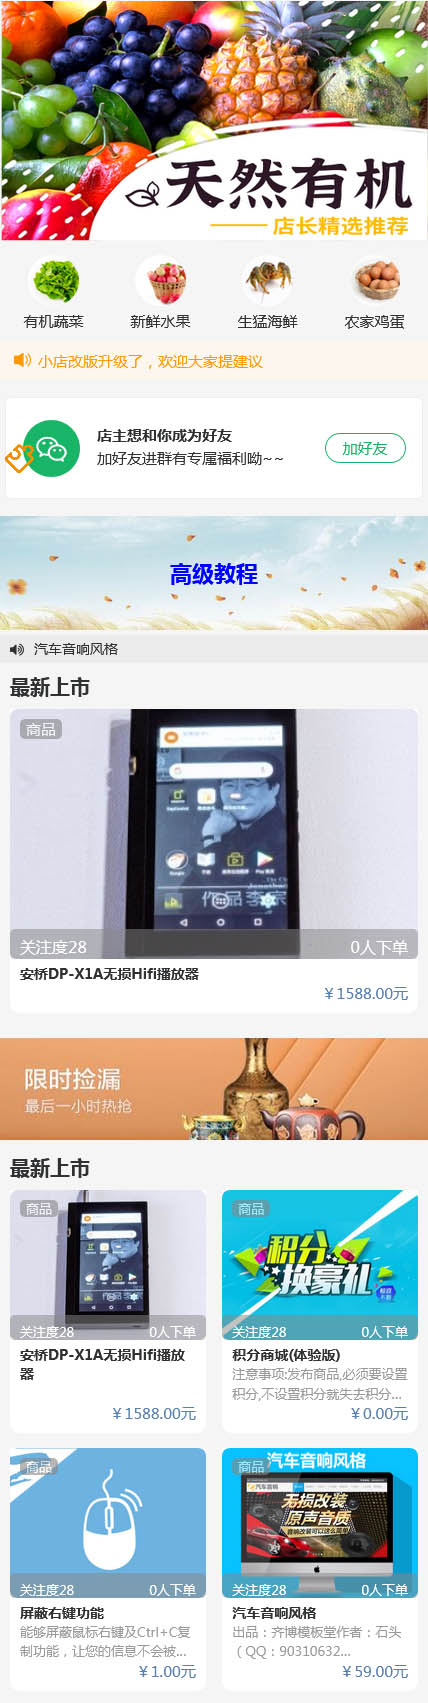 天然有机
店长精选推荐
有机蔬菜
新鲜水果
生猛海鲜
农家鸡蛋
小店改版升级了，欢迎大家提建议
店主想和你成为好友
加好友进群有专属福利呦~~
加好友
高级教程
汽车音响风格
最新上市
商品
关注度28
0人下单
安桥DP-X1A无损Hifi播放器
￥1588.00元
限时捡漏
最后一小时热抢
最新上市
商品
关注度28
0人下单
安桥DP-X1A无损Hifi播放
器
￥1588.00元
商品
积分
换豪礼
关注度28
0人下单
积分商城(体验版)
注意事项:发布商品,必须要设置
积分,不设置积分就失去积分...
￥0.00元
商品
关注度28
0人下单
屏蔽右键功能
能够屏蔽鼠标右键及Ctrl+C复
制功能，让您的信息不会被...
￥1.00元
商品
汽车音响风格
汽车音响
无损改装
原声音质
音响改装可以这么简单
关注度28
0人下单
汽车音响风格
出品：齐博模板堂作者：石头
（QQ：90310632...
￥59.00元